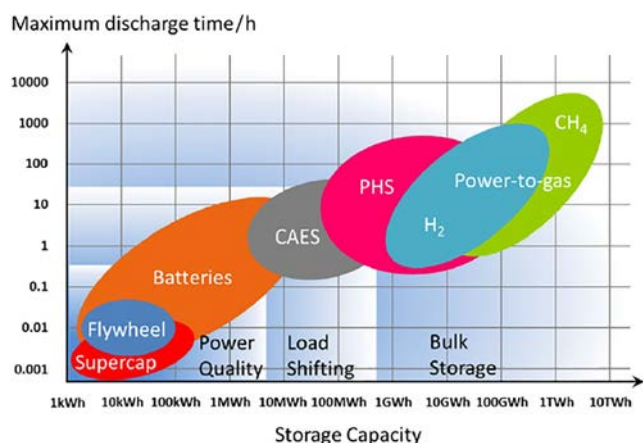 Maximum discharge time/h
10000
1000
100
10
1
0.1
0.01
0.001
CH₄
PHS
Power-to-gas
CAES
H₂
Batteries
Flywheel
Supercap
Power
Quality
Load
Shifting
Bulk
Storage
1kWh 10kWh 100kWh 1MWh 10MWh 100MWh 1GWh 10GWh 100GWh 1TWh 10TWh
Storage Capacity